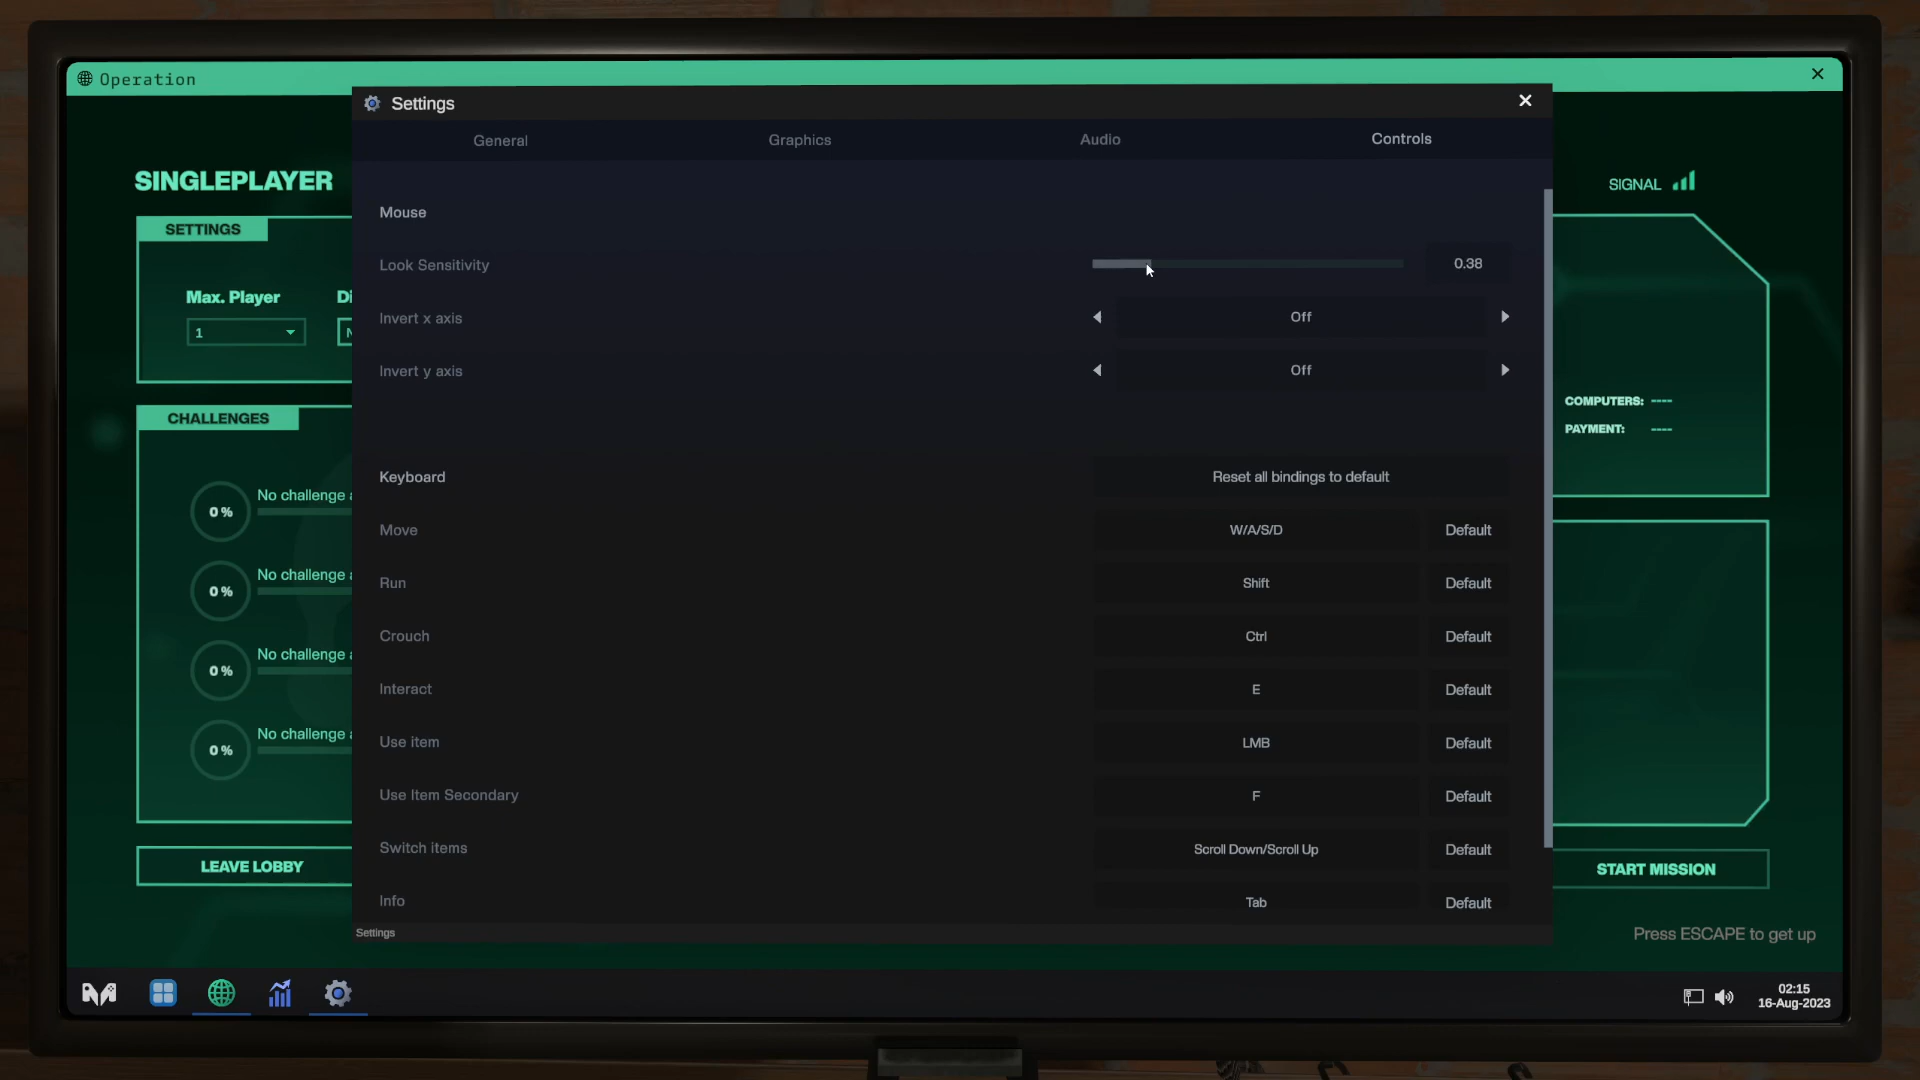 Operation
Settings
General
Graphics
Audio
Controls
SINGLEPLAYER
SIGNAL
SETTINGS
Max. Player
1
Mouse
Look Sensitivity
0.38
Invert x axis
Off
Invert y axis
Off
COMPUTERS: ----
PAYMENT: ----
CHALLENGES
0 %
No challenge
0 %
No challenge
0 %
No challenge
0 %
No challenge
Keyboard
Reset all bindings to default
Move
W/A/S/D
Default
Run
Shift
Default
Crouch
Ctrl
Default
Interact
E
Default
Use item
LMB
Default
Use Item Secondary
F
Default
Switch items
Scroll Down/Scroll Up
Default
Info
Tab
Default
Settings
LEAVE LOBBY
START MISSION
Press ESCAPE to get up
02:15
16-Aug-2023